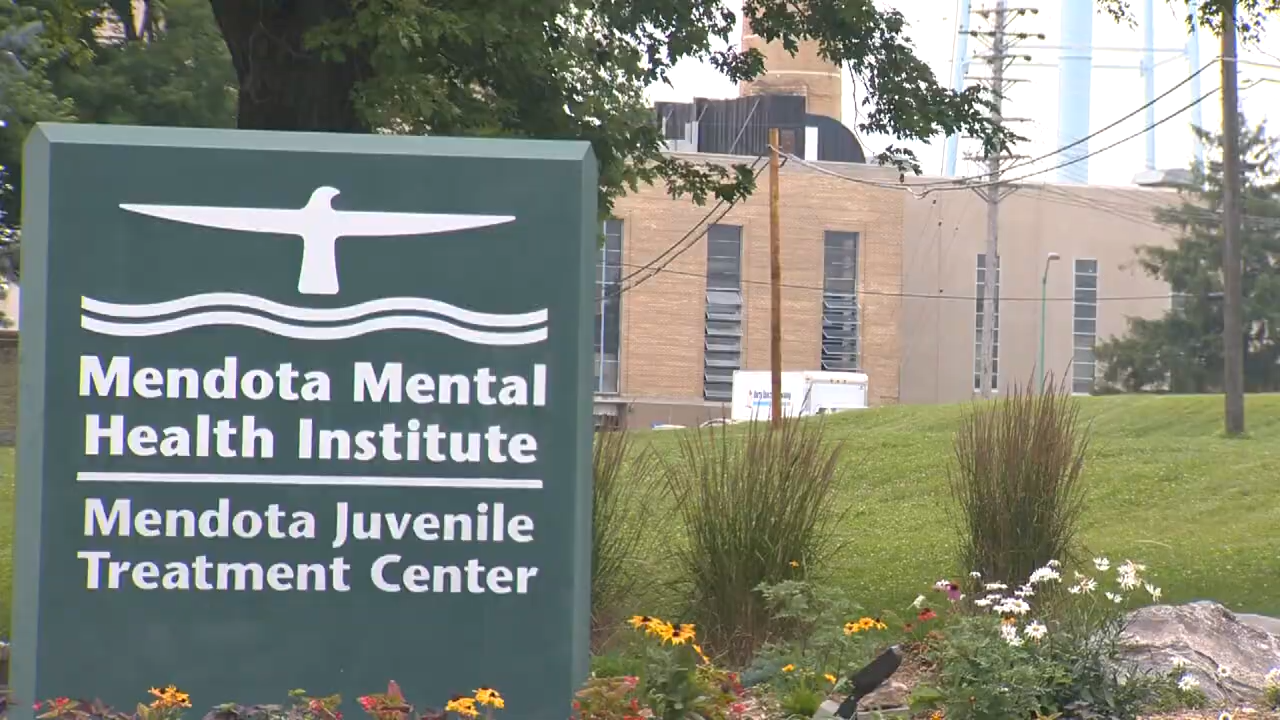 Mendota Mental
Health Institute
Mendota Juvenile
Treatment Center